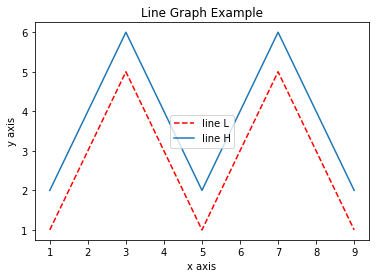 Line Graph Example
6
5
4
3
2
1
y axis
line L
line H
1 2 3 4 5 6 7 8 9
x axis